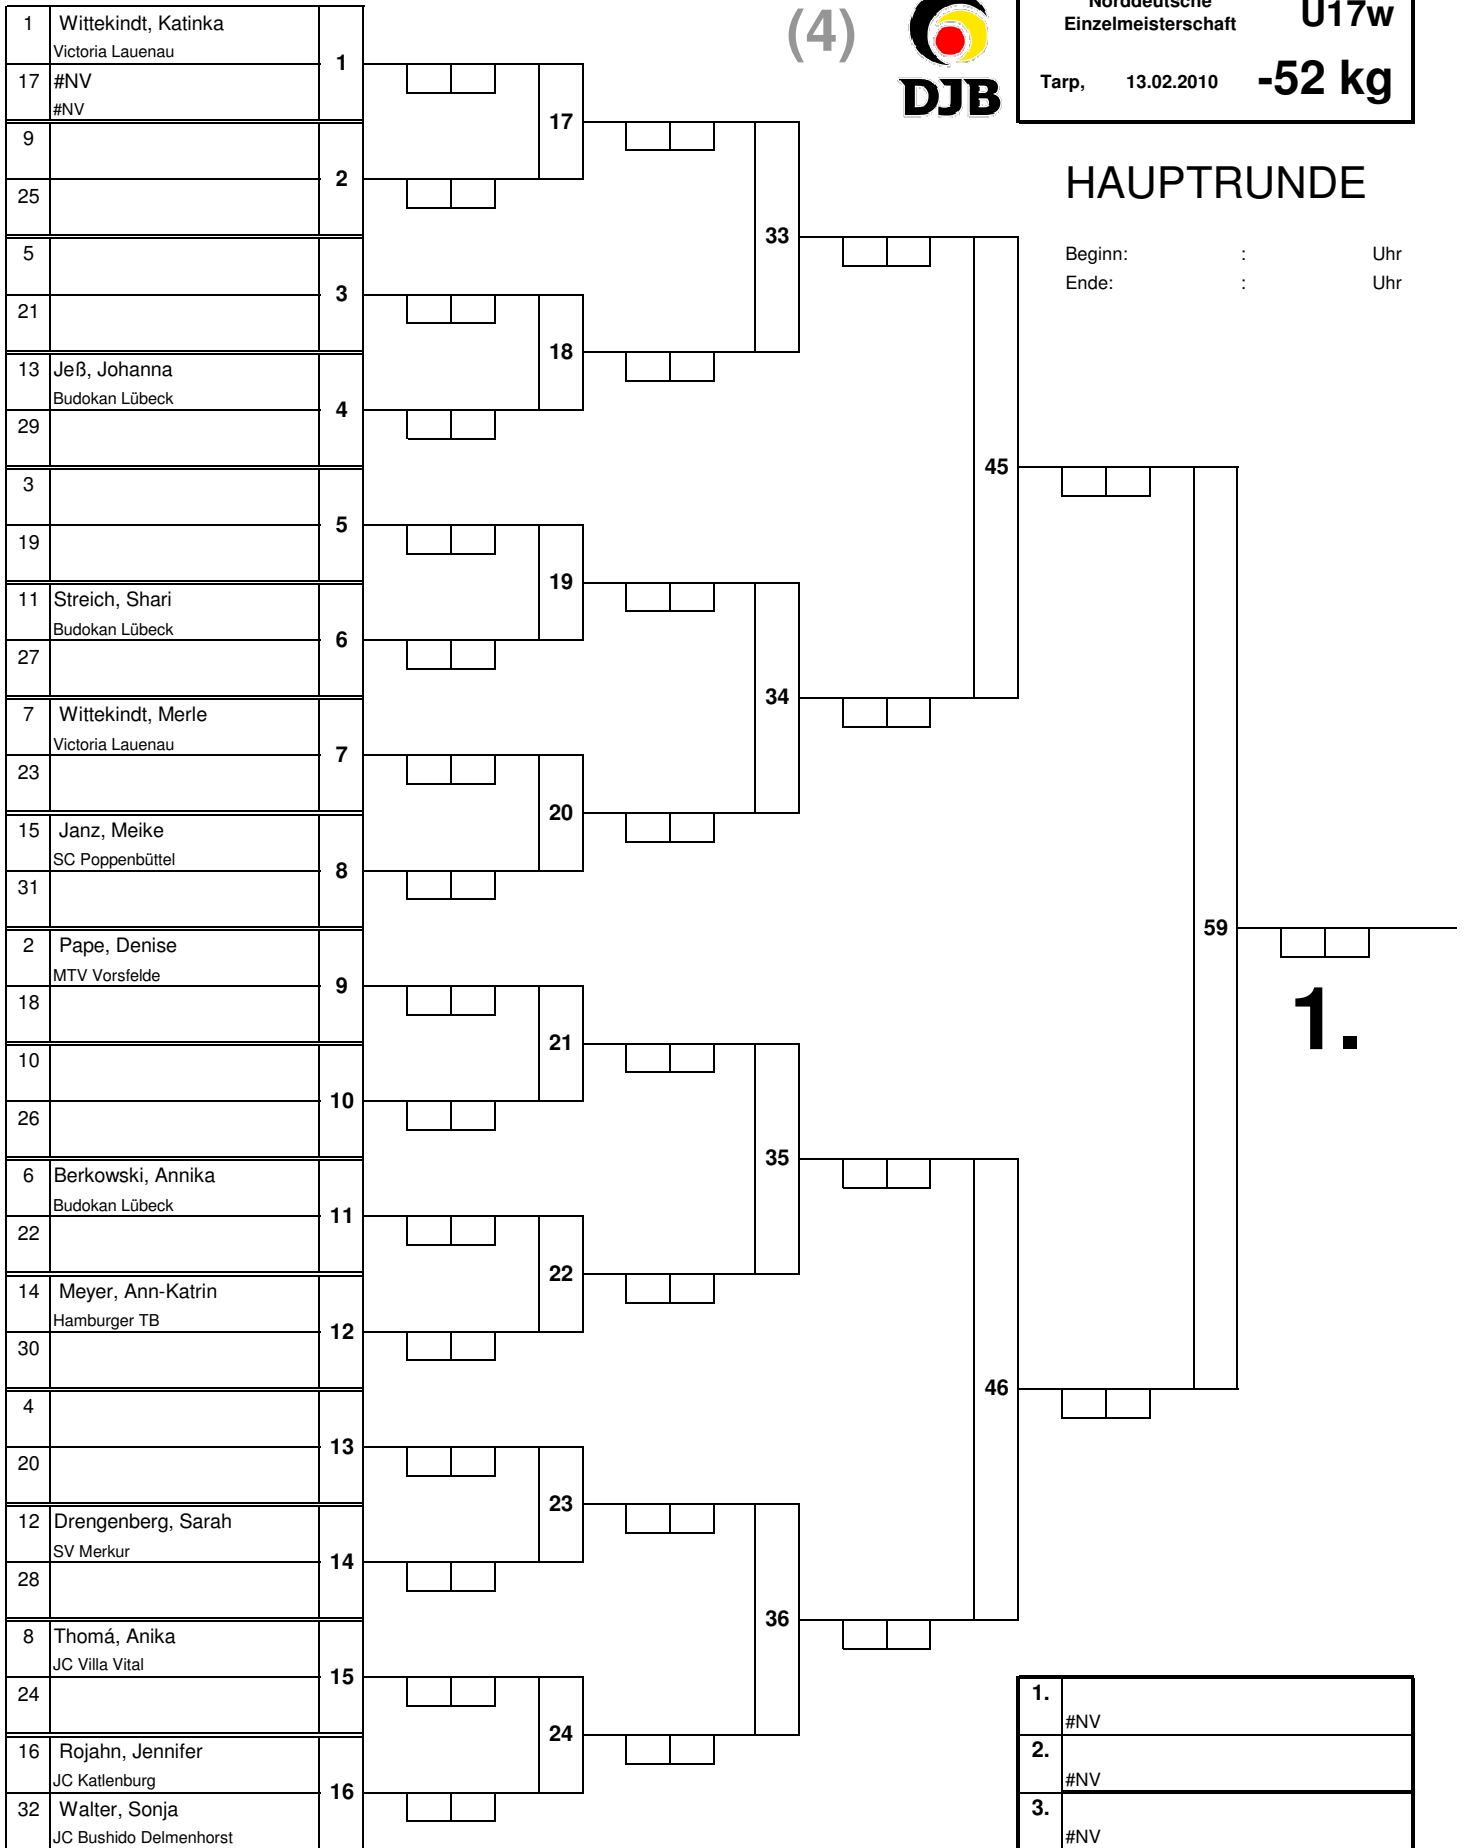 (4)
DJB
Norddeutsche
Einzelmeisterschaft
U17w
Tarp, 13.02.2010 -52 kg
HAUPTRUNDE
Beginn: : Uhr
Ende: : Uhr
1 Wittekindt, Katinka
Victoria Lauenau
1
17 #NV
#NV
9
2
25
5
3
21
13 Jeß, Johanna
Budokan Lübeck
4
29
3
5
19
11 Streich, Shari
Budokan Lübeck
6
27
7 Wittekindt, Merle
Victoria Lauenau
7
23
15 Janz, Meike
SC Poppenbüttel
8
31
2 Pape, Denise
MTV Vorsfelde
9
18
10
10
26
6 Berkowski, Annika
Budokan Lübeck
11
22
14 Meyer, Ann-Katrin
Hamburger TB
12
30
4
13
20
12 Drengenberg, Sarah
SV Merkur
14
28
8 Thomá, Anika
JC Villa Vital
15
24
16 Rojahn, Jennifer
JC Katlenburg
16
32 Walter, Sonja
JC Bushido Delmenhorst
17
18
19
20
21
22
23
24
33
34
35
36
45
46
59
1.
1.
#NV
2.
#NV
3.
#NV